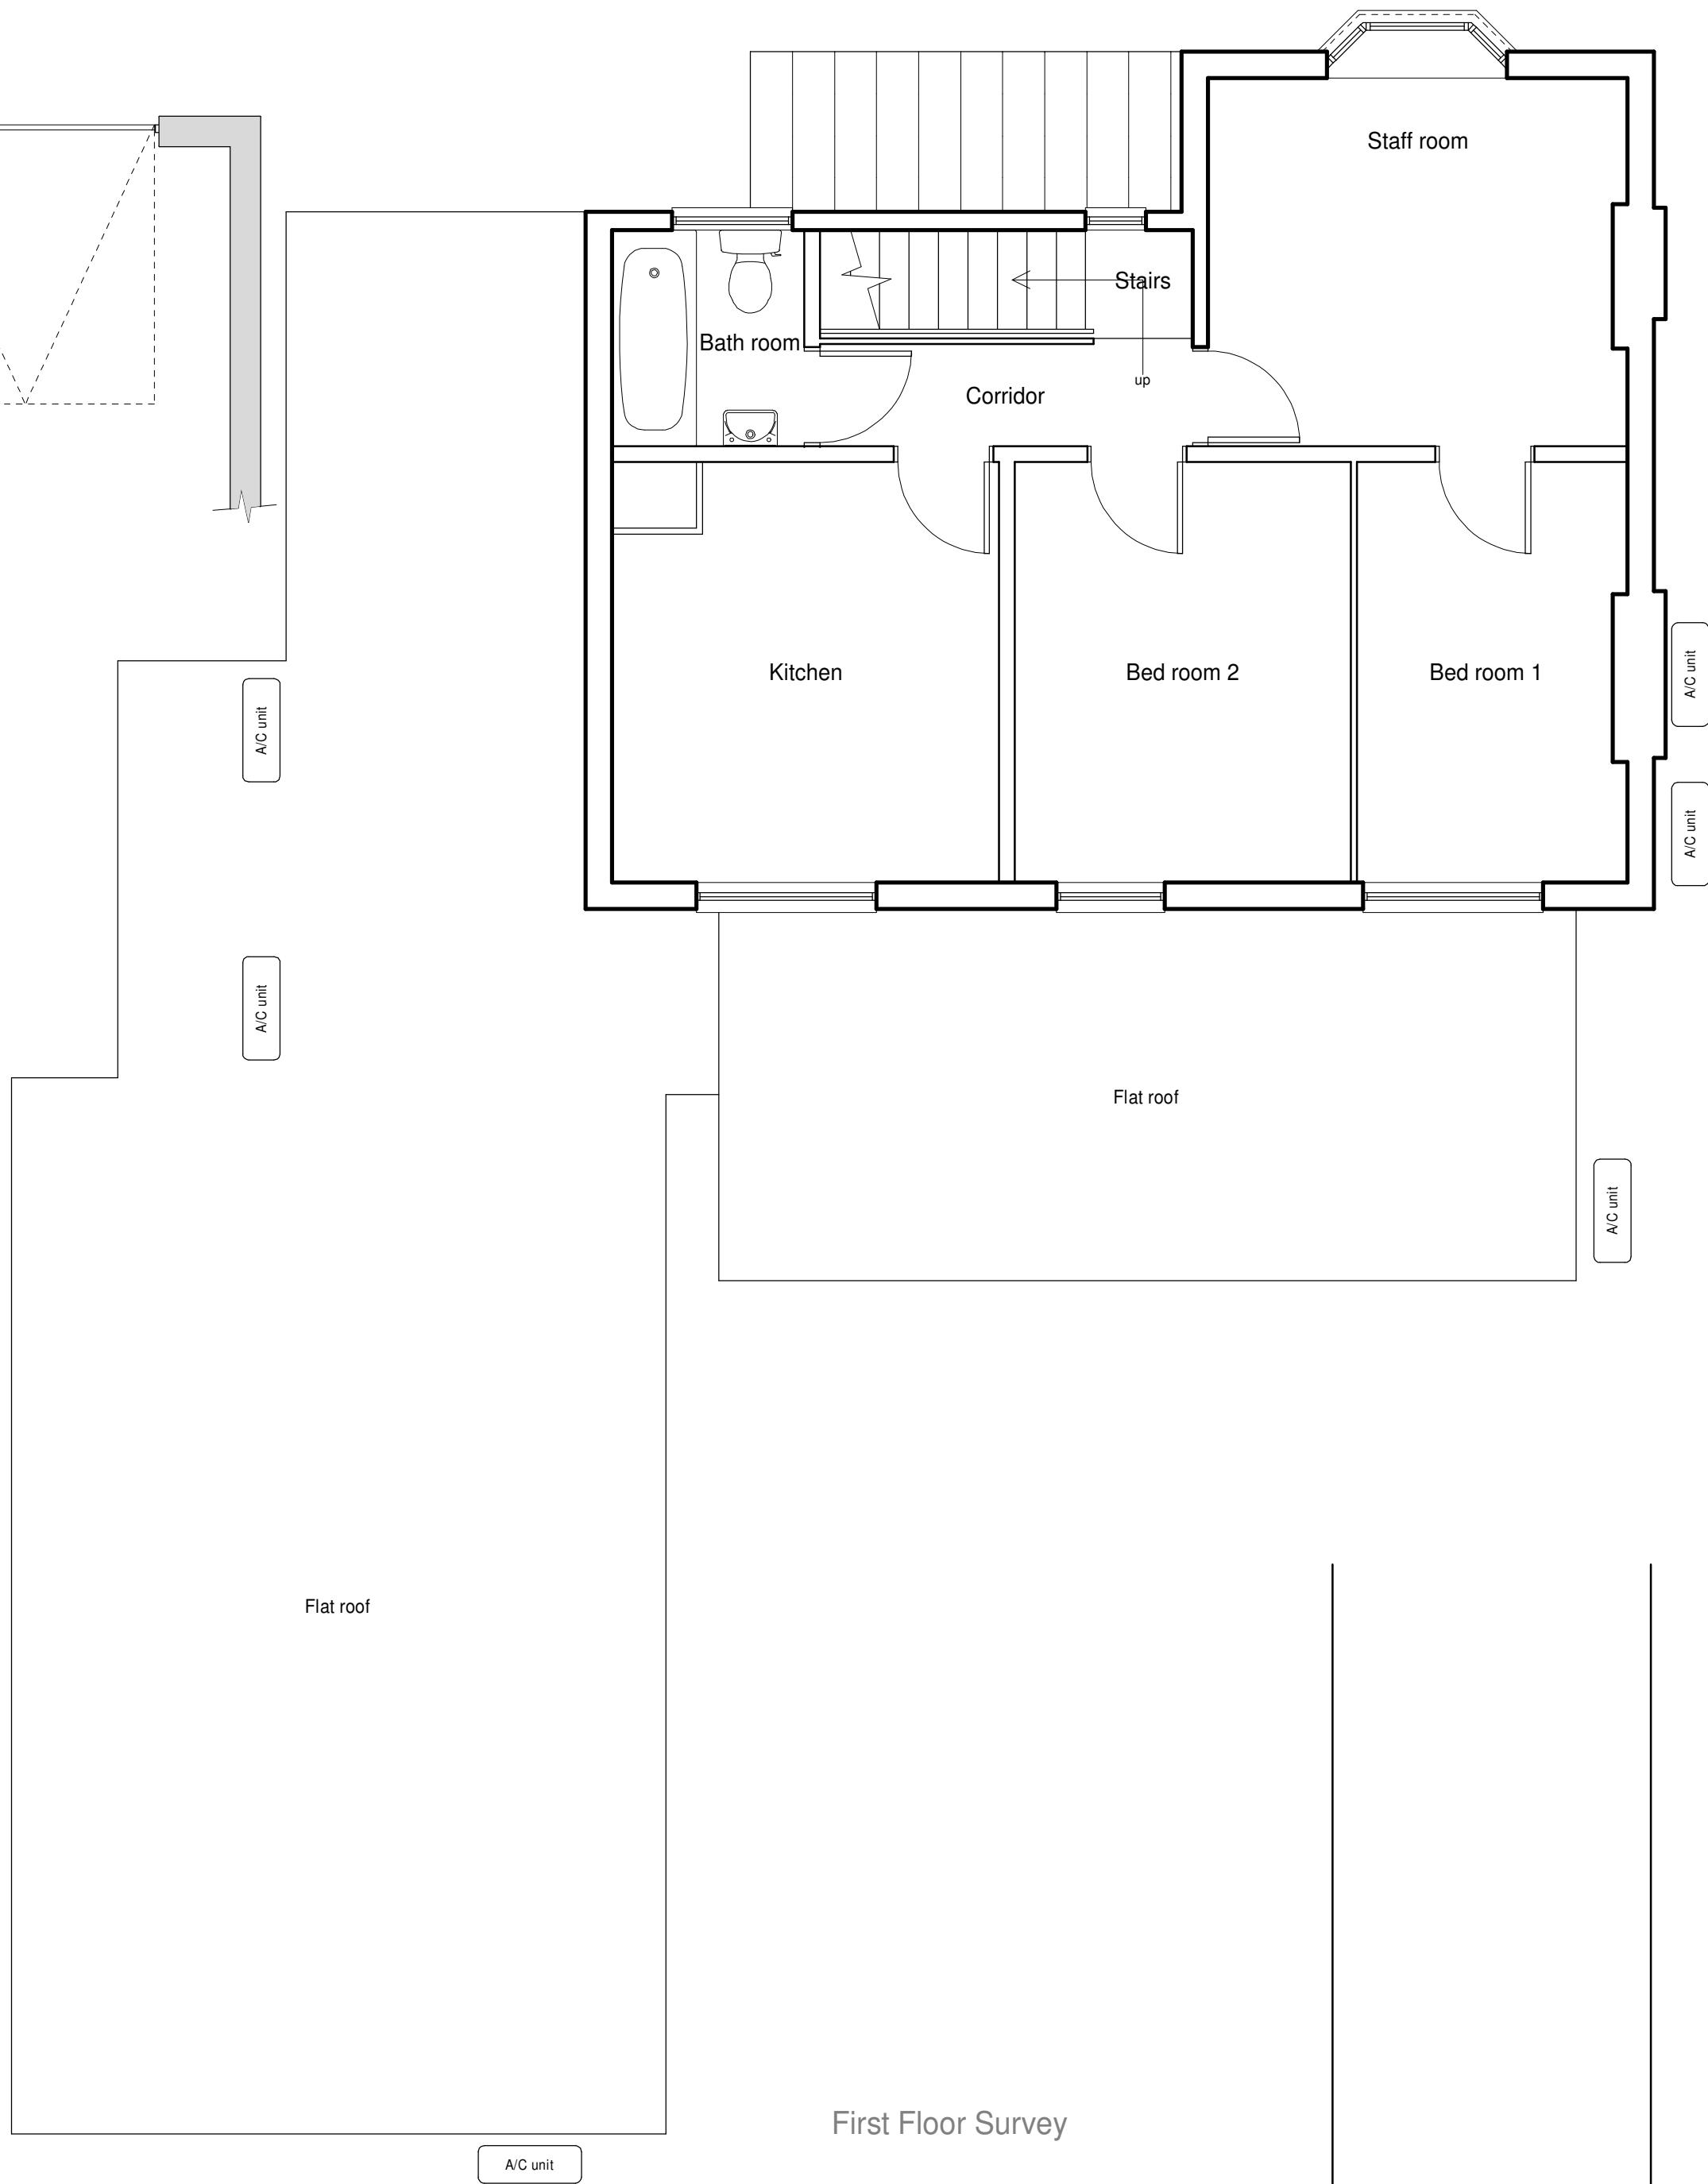 Staff room
Stairs
Bath room
up
Corridor
Kitchen
Bed room 2
Bed room 1
A/C unit
A/C unit
A/C unit
A/C unit
Flat roof
A/C unit
Flat roof
First Floor Survey
A/C unit